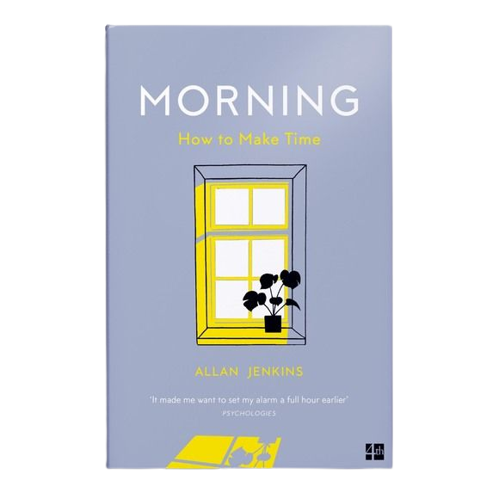 MORNING
How to Make Time
ALLAN JENKINS
‘It made me want to set my alarm a full hour earlier’
PSYCHOLOGIES
4th